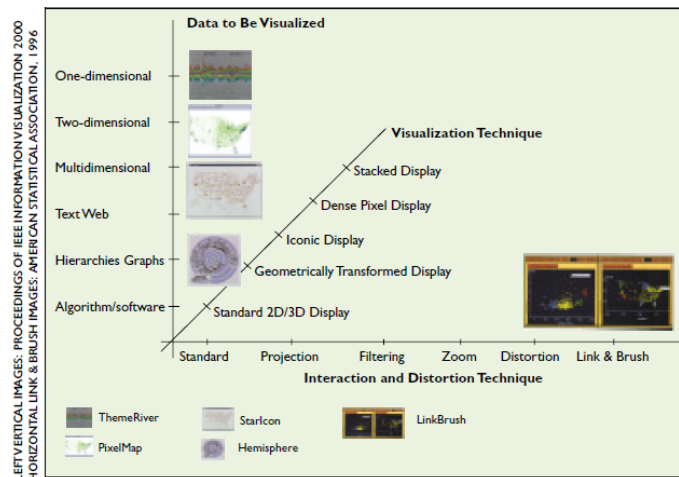 LEFT VERTICAL IMAGES: PROCEEDINGS OF IEEE INFORMATION VISUALIZATION 2000
HORIZONTAL LINK & BRUSH IMAGES: AMERICAN STATISTICAL ASSOCIATION, 1996
Data to Be Visualized
One-dimensional
Two-dimensional
Multidimensional
Text Web
Hierarchies Graphs
Algorithm/software
Visualization Technique
Stacked Display
Dense Pixel Display
Iconic Display
Geometrically Transformed Display
Standard 2D/3D Display
Standard Projection Filtering Zoom Distortion Link & Brush
Interaction and Distortion Technique
ThemeRiver StarIcon LinkBrush
PixelMap Hemisphere